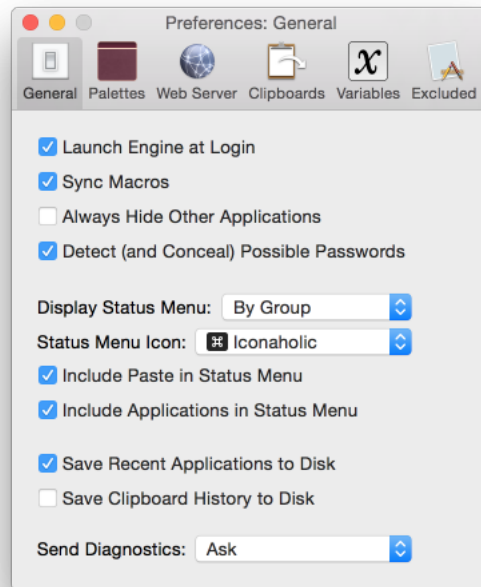 Preferences: General
General Palettes Web Server Clipboards Variables Excluded
Launch Engine at Login
Sync Macros
Always Hide Other Applications
Detect (and Conceal) Possible Passwords
Display Status Menu: By Group
Status Menu Icon: ⌘ Iconaholic
Include Paste in Status Menu
Include Applications in Status Menu
Save Recent Applications to Disk
Save Clipboard History to Disk
Send Diagnostics: Ask